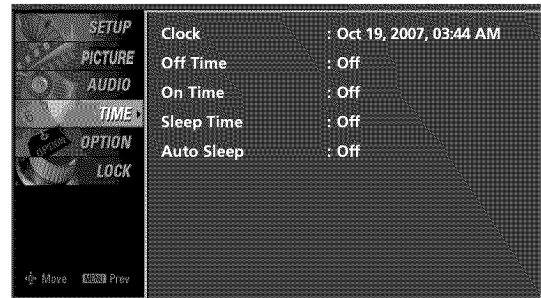 SETUP
PICTURE
AUDIO
TIME
OPTION
LOCK
Clock : Oct 19, 2007, 03:44 AM
Off Time : Off
On Time : Off
Sleep Time : Off
Auto Sleep : Off
OPTION
Move MENU Prev